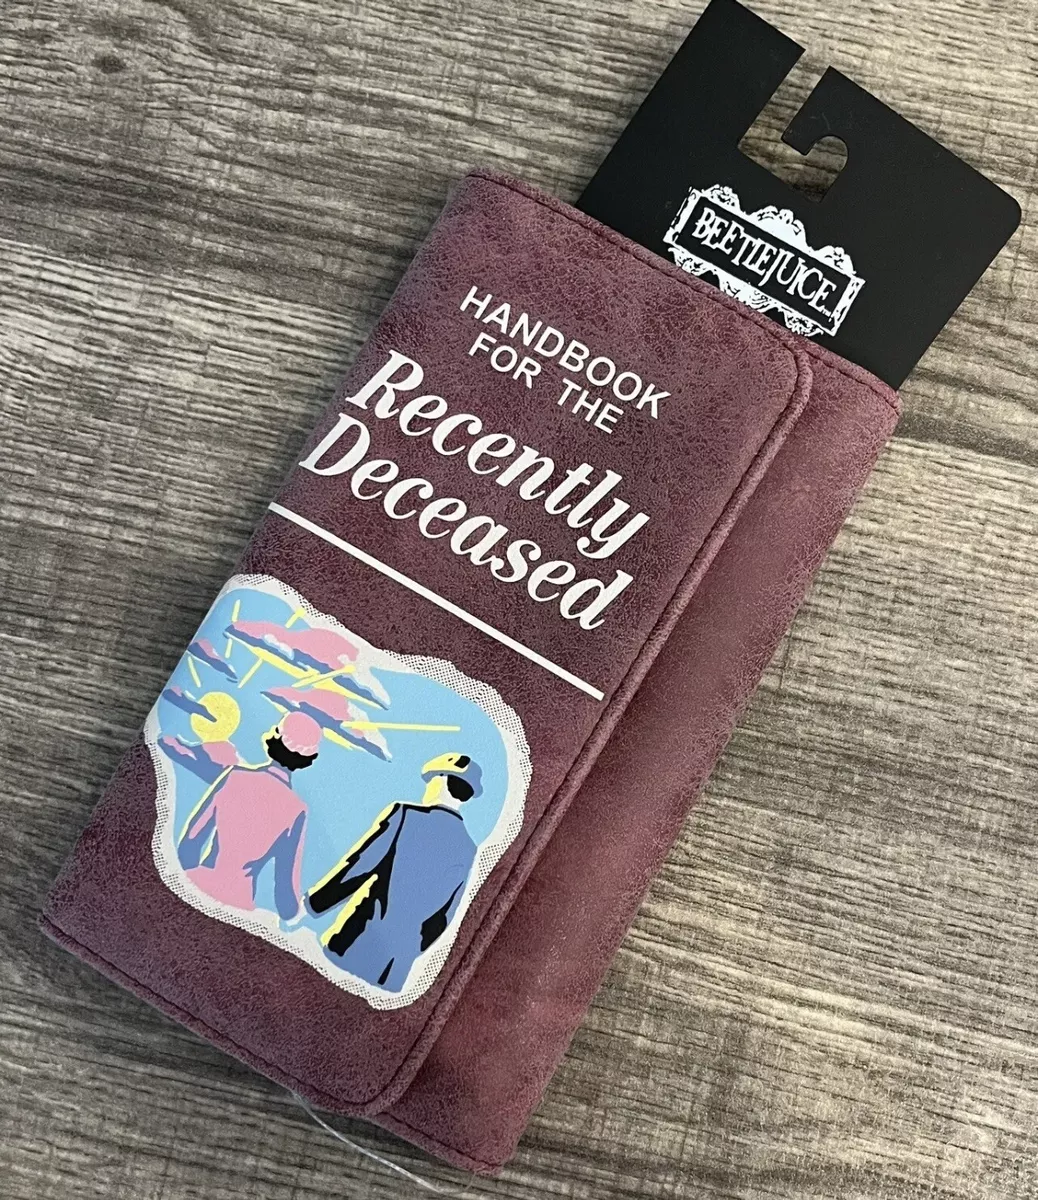 BEETLEJUICE
HANDBOOK
FOR THE
Recently
Deceased